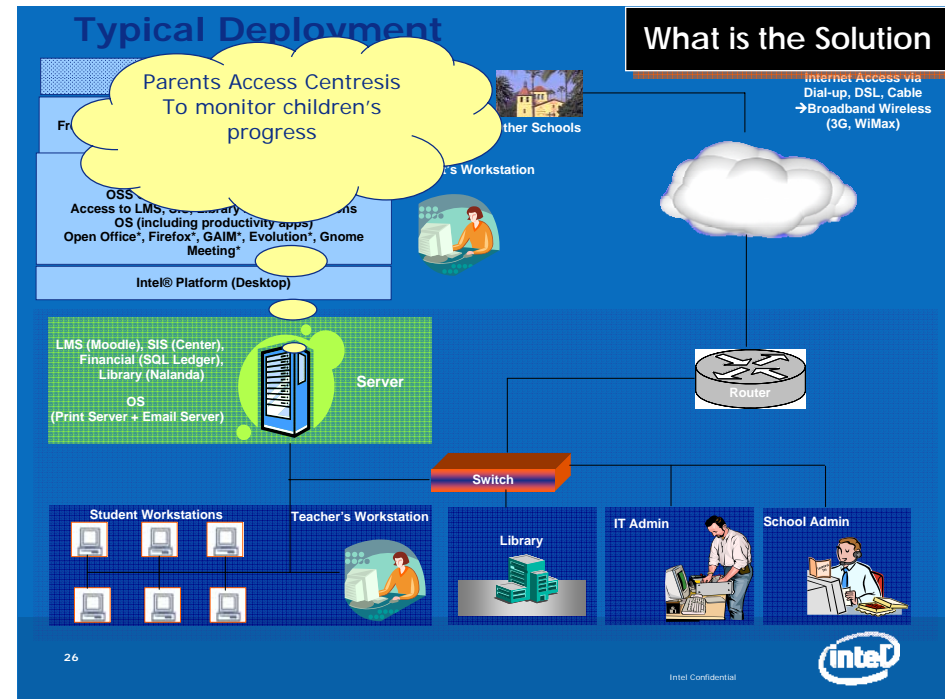 Typical Deployment
What is the Solution
Parents Access Centresis
To monitor children's
progress
Internet Access via
Dial-up, DSL, Cable
→Broadband Wireless
(3G, WiMax)
ther Schools
's Workstation
OSS
Access to LMS,
OS (including productivity apps)
Open Office*, Firefox*, GAIM*, Evolution*, Gnome
Meeting*
Intel® Platform (Desktop)
LMS (Moodle), SIS (Center),
Financial (SQL Ledger),
Library (Nalanda)
OS
(Print Server + Email Server)
Server
Router
Switch
Student Workstations
Teacher's Workstation
Library
IT Admin
School Admin
26
Intel Confidential
intel